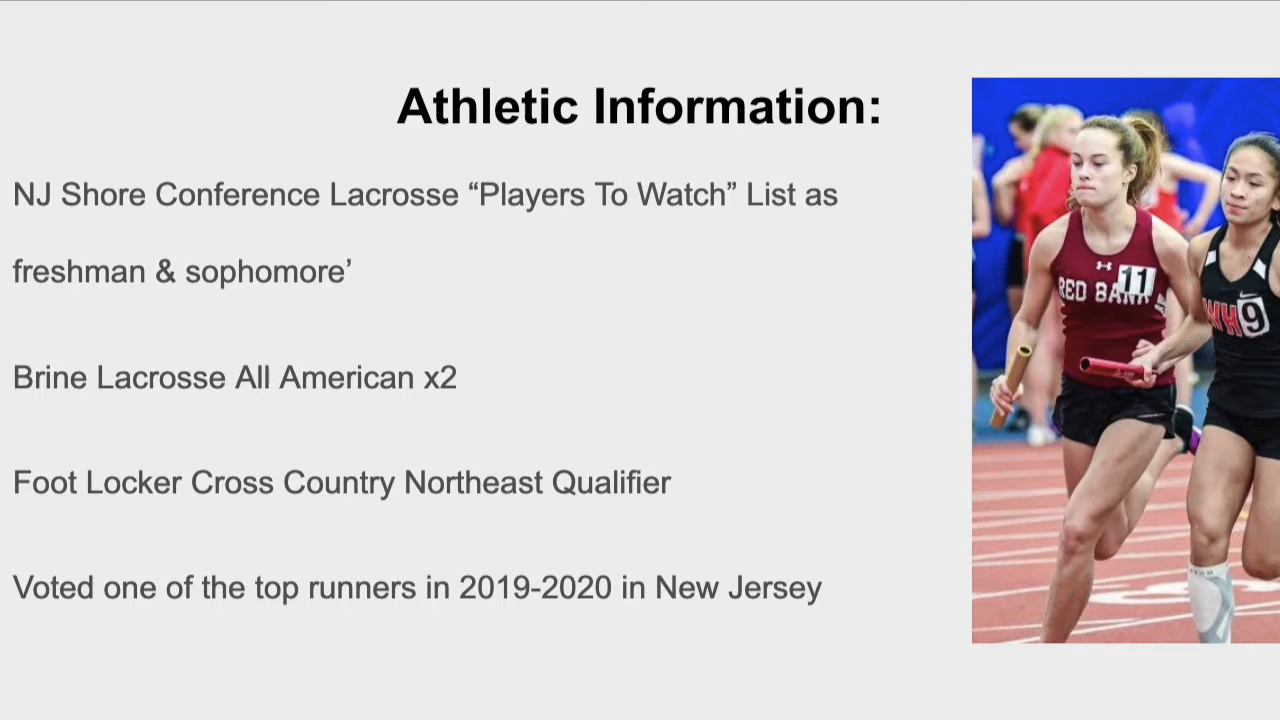 Athletic Information:
NJ Shore Conference Lacrosse “Players To Watch” List as
freshman & sophomore’
Brine Lacrosse All American x2
Foot Locker Cross Country Northeast Qualifier
Voted one of the top runners in 2019-2020 in New Jersey
11
RED BANK
WH
9